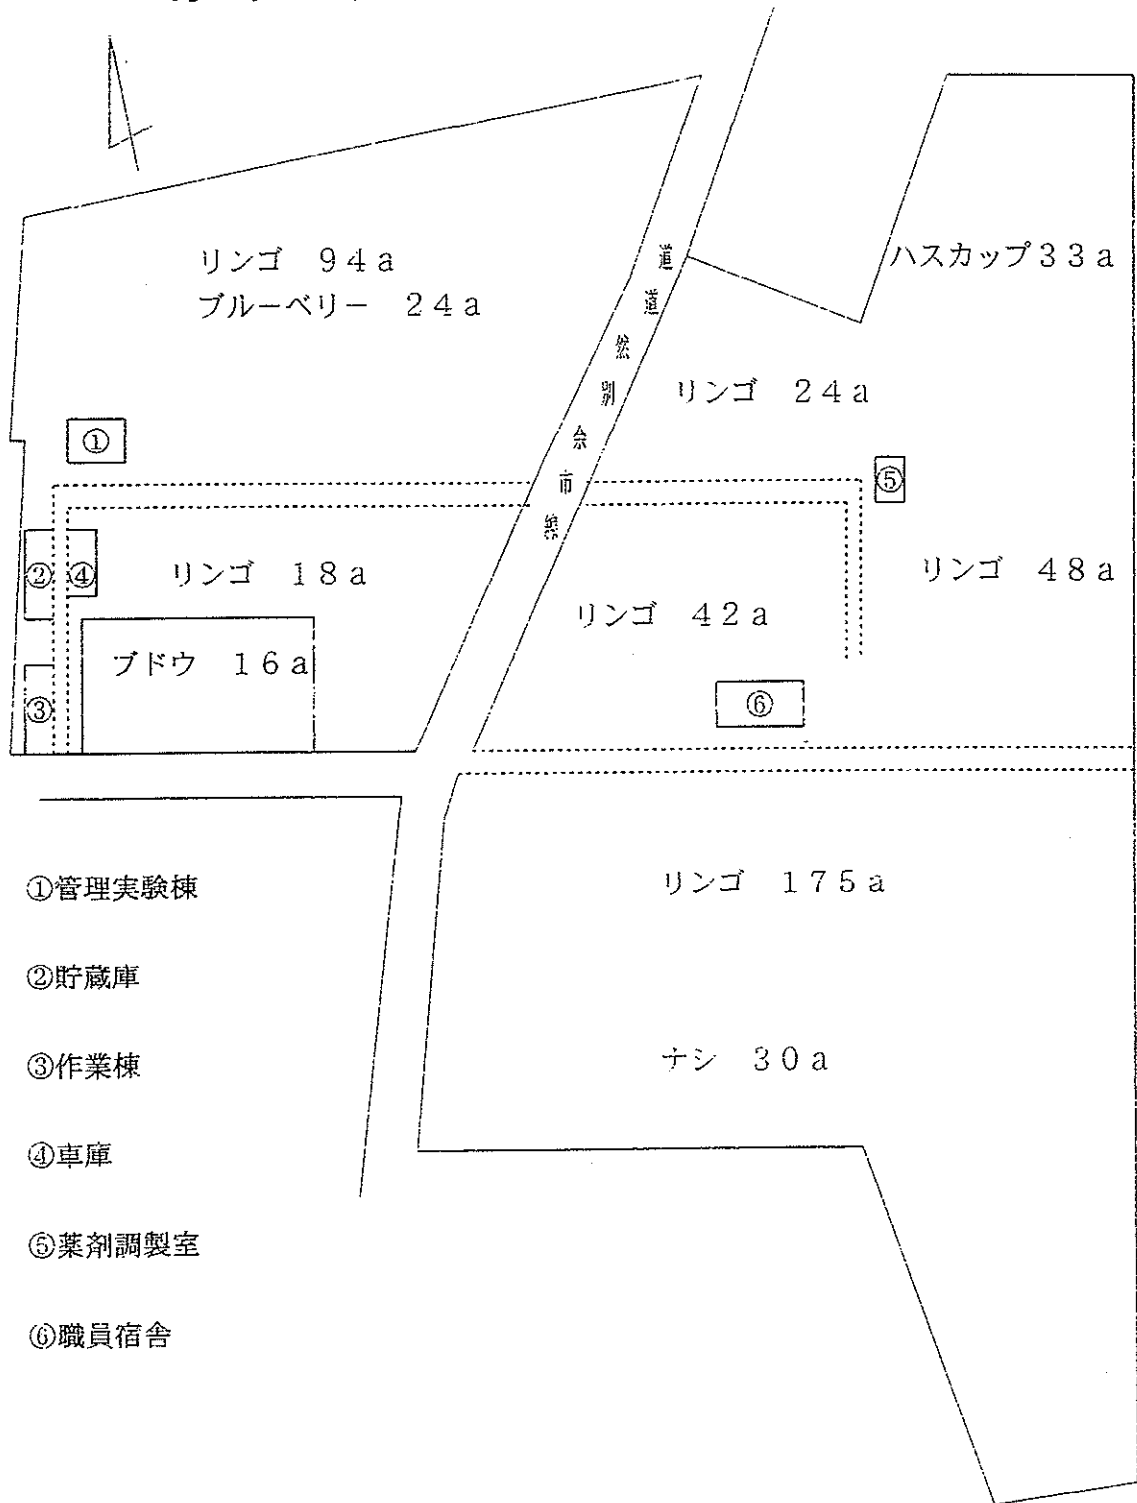 リンゴ 94a
ブルーベリー 24a
ハスカップ33a
道道然別余市線
リンゴ 24a
①
⑤
②
④
リンゴ 18a
リンゴ 42a
リンゴ 48a
ブドウ 16a
③
⑥
リンゴ 175a
ナシ 30a
①管理実験棟
②貯蔵庫
③作業棟
④車庫
⑤薬剤調製室
⑥職員宿舎